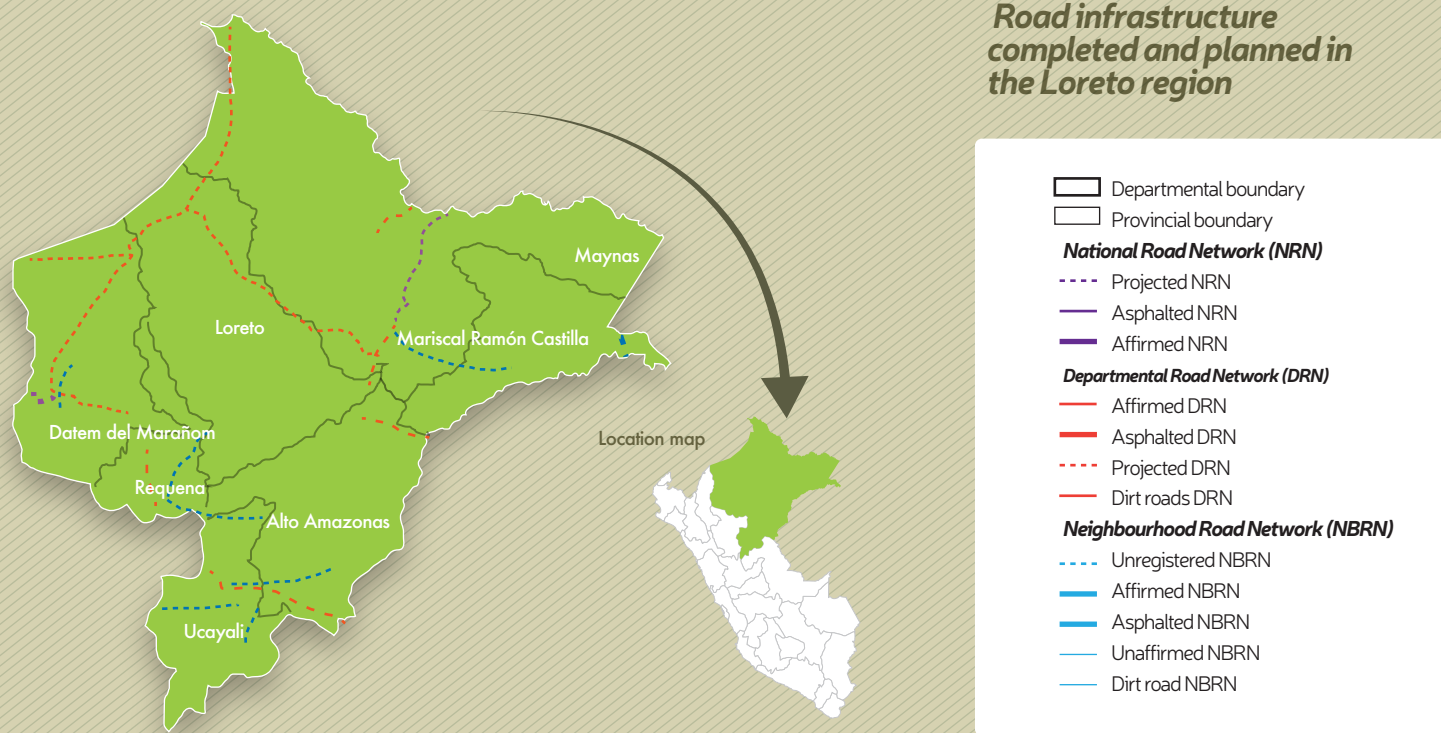 Road infrastructure
completed and planned in
the Loreto region
Departmental boundary
Provincial boundary
National Road Network (NRN)
Projected NRN
Asphalted NRN
Affirmed NRN
Departmental Road Network (DRN)
Affirmed DRN
Asphalted DRN
Projected DRN
Dirt roads DRN
Neighbourhood Road Network (NBRN)
Unregistered NBRN
Affirmed NBRN
Asphalted NBRN
Unaffirmed NBRN
Dirt road NBRN
Maynas
Loreto
Mariscal Ramón Castilla
Datem del Marañom
Location map
Requena
Alto Amazonas
Ucayali